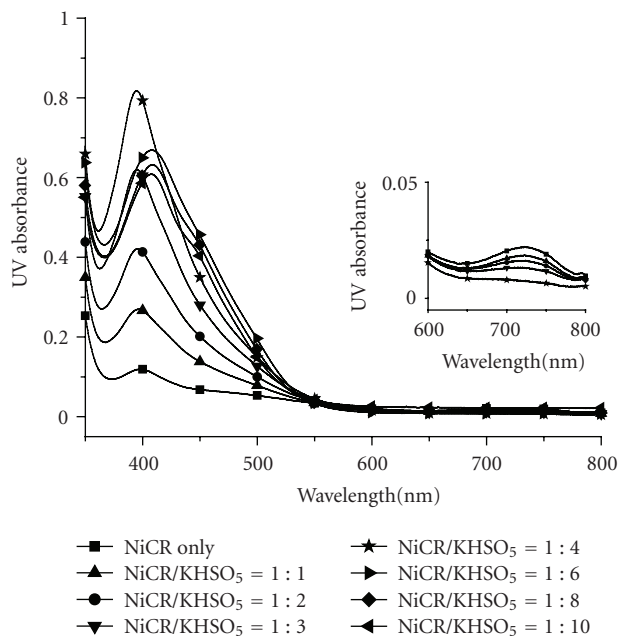 1
0.8
0.6
0.4
0.2
0
UV absorbance
400
500
600
700
800
Wavelength(nm)
0.05
0
UV absorbance
600
700
800
Wavelength(nm)
NiCR only
NiCR/KHSO₅ = 1 : 1
NiCR/KHSO₅ = 1 : 2
NiCR/KHSO₅ = 1 : 3
NiCR/KHSO₅ = 1 : 4
NiCR/KHSO₅ = 1 : 6
NiCR/KHSO₅ = 1 : 8
NiCR/KHSO₅ = 1 : 10